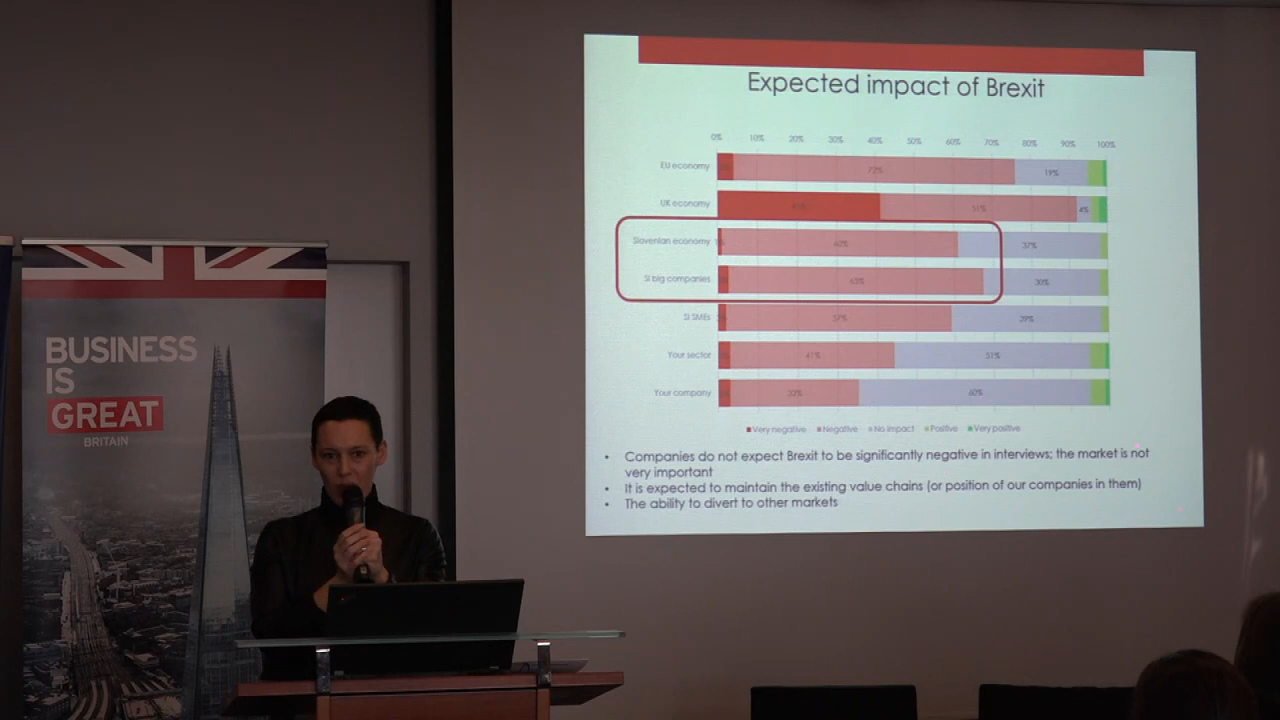 BUSINESS
IS
GREAT
BRITAIN
Expected impact of Brexit
0% 10% 20% 30% 40% 50% 60% 70% 80% 90% 100%
EU economy 72% 19%
UK economy 4%
Slovenian economy 60% 37%
SI big companies 30%
SI SMEs 57% 39%
Your sector 41% 51%
Your company 60%
Very negative Negative No impact Positive Very positive
• Companies do not expect Brexit to be significantly negative in interviews; the market is not
very important
• It is expected to maintain the existing value chains (or position of our companies in them)
• The ability to divert to other markets